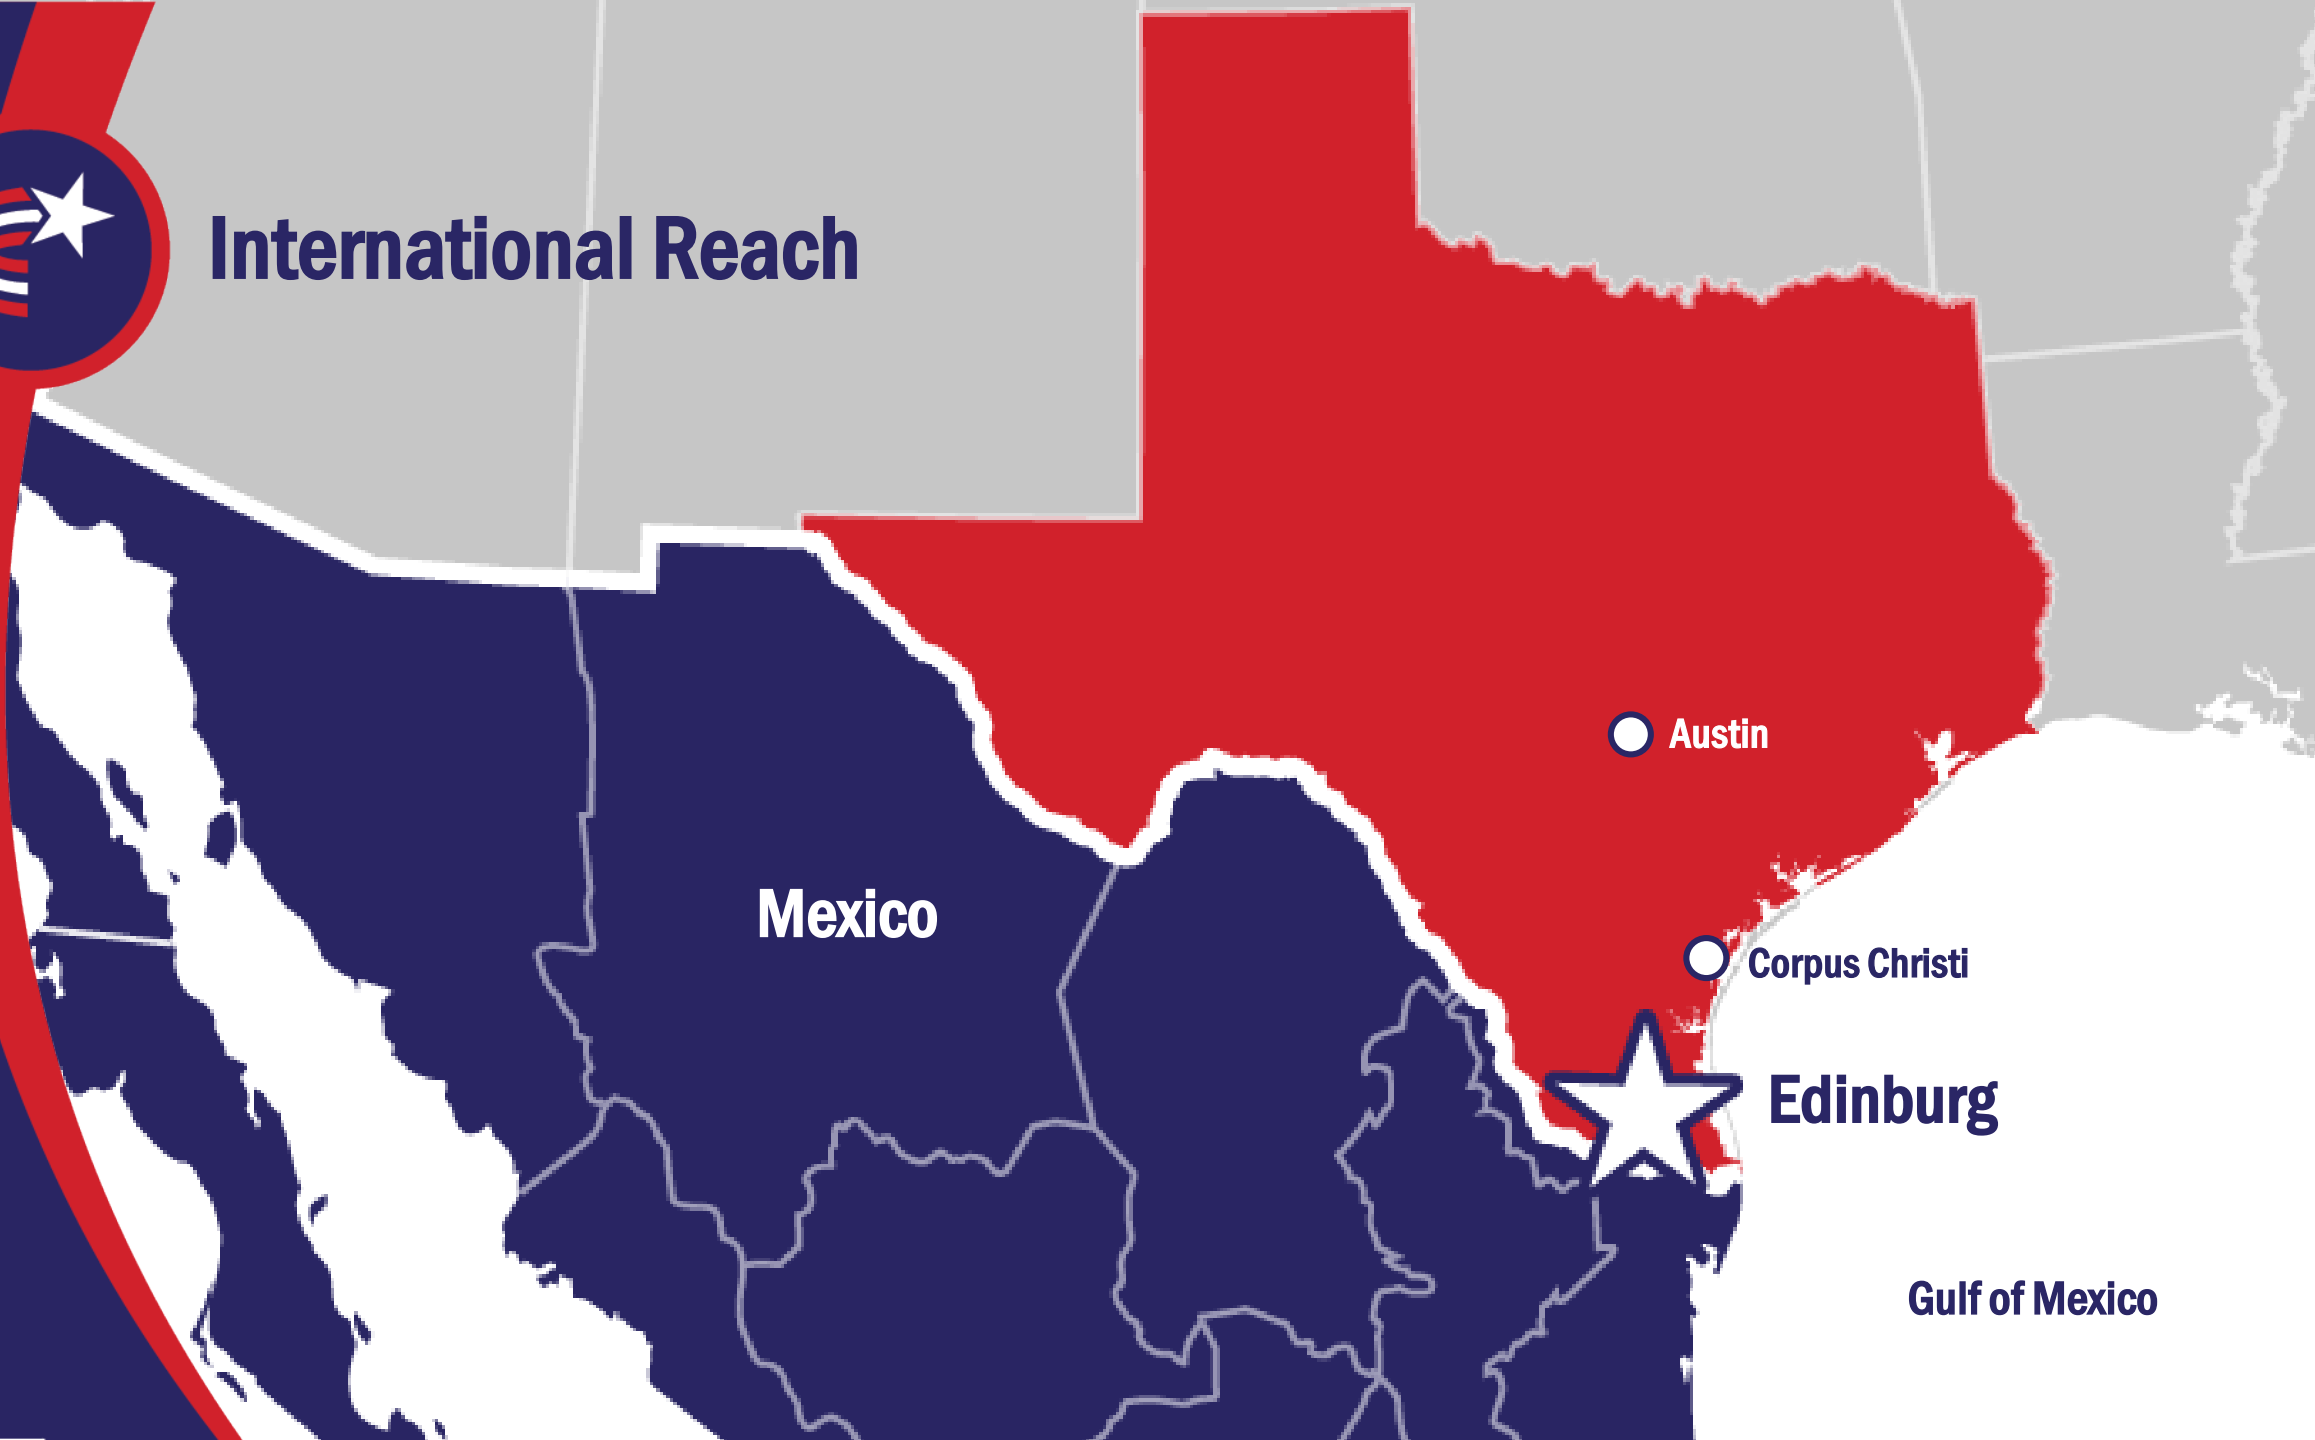 International Reach
Austin
Mexico
Corpus Christi
Edinburg
Gulf of Mexico